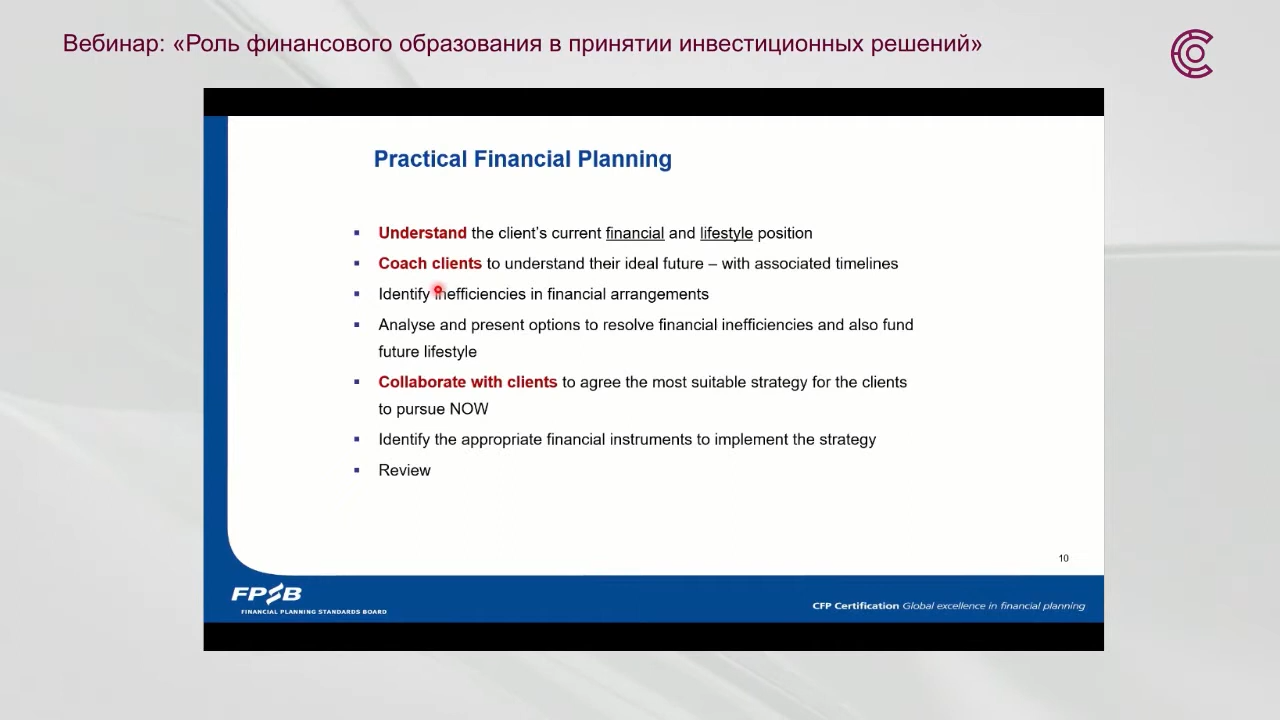 Вебинар: «Роль финансового образования в принятии инвестиционных решений»
Practical Financial Planning
▪ Understand the client's current financial and lifestyle position
▪ Coach clients to understand their ideal future – with associated timelines
▪ Identify inefficiencies in financial arrangements
▪ Analyse and present options to resolve financial inefficiencies and also fund
future lifestyle
▪ Collaborate with clients to agree the most suitable strategy for the clients
to pursue NOW
▪ Identify the appropriate financial instruments to implement the strategy
▪ Review
10
FPSB
FINANCIAL PLANNING STANDARDS BOARD
CFP Certification Global excellence in financial planning